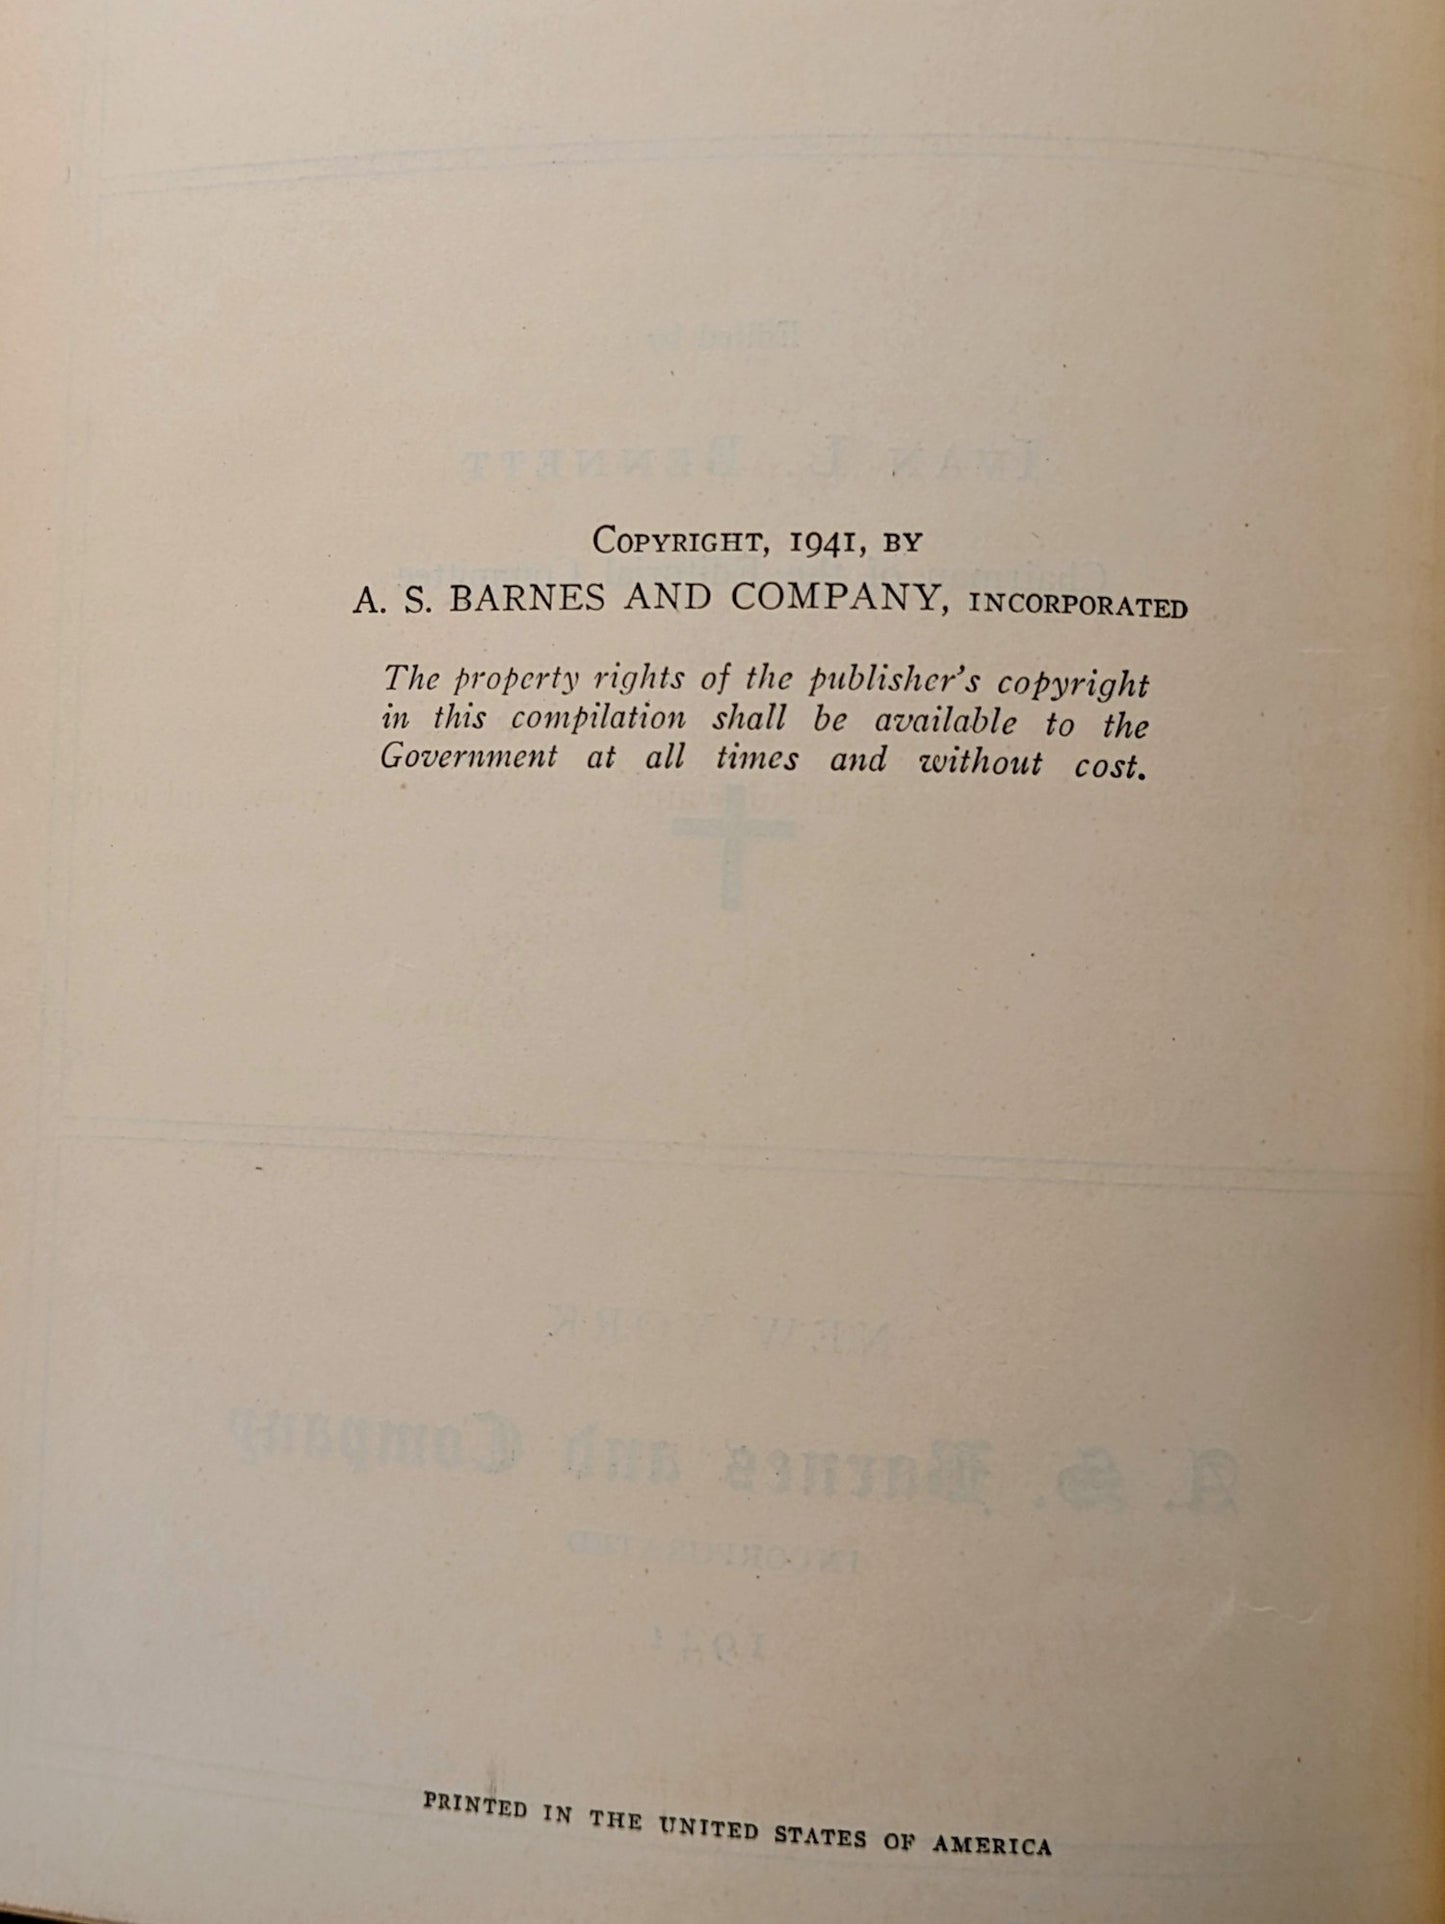 COPYRIGHT, 1941, BY
A. S. BARNES AND COMPANY, INCORPORATED
The property rights of the publisher's copyright
in this compilation shall be available to the
Government at all times and without cost.
PRINTED IN THE UNITED STATES OF AMERICA